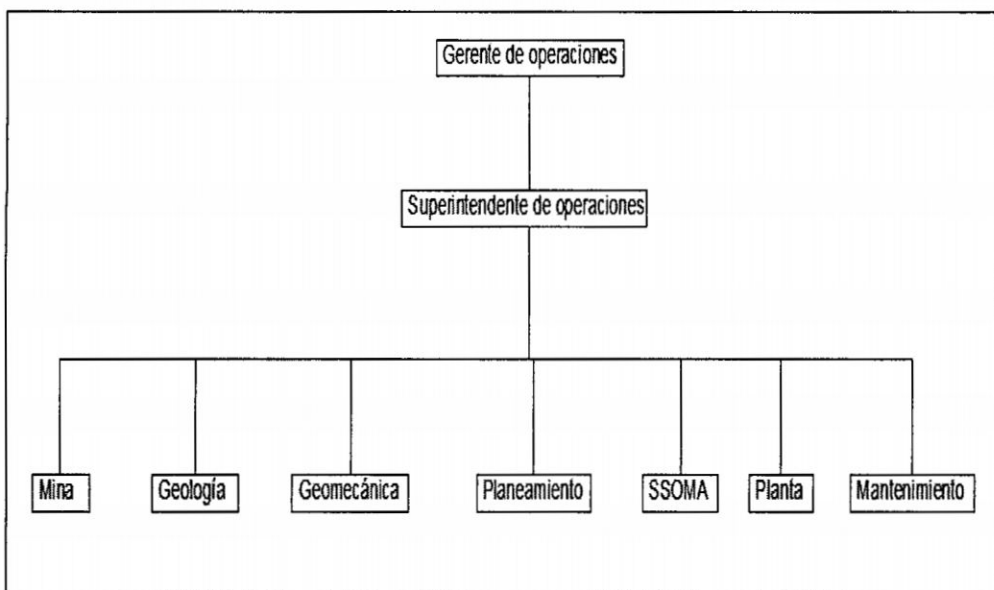 Gerente de operaciones
Superintendente de operaciones
Mina
Geología
Geomecánica
Planeamiento
SSOMA
Planta
Mantenimiento